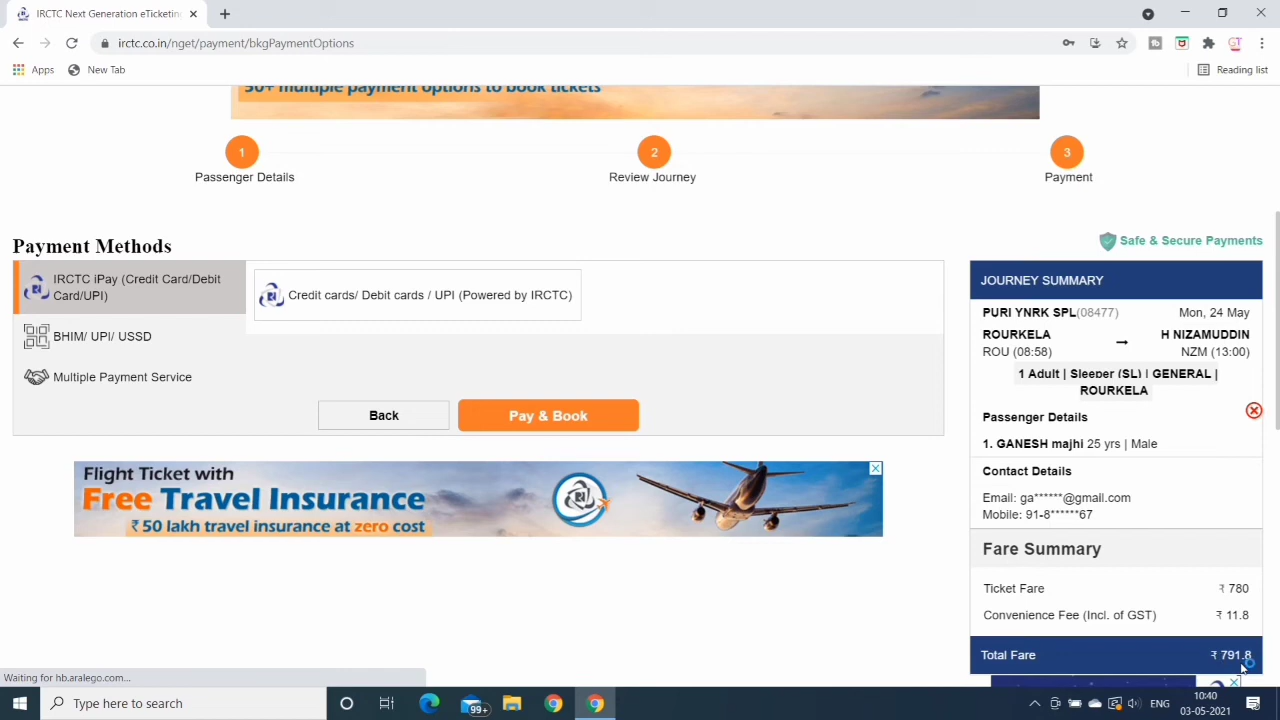 IRCTC Next Generation eTicketing
irctc.co.in/nget/payment/bkgPaymentOptions
Apps
New Tab
Reading list
50+ multiple payment options to book tickets
1
2
3
Passenger Details
Review Journey
Payment
Payment Methods
Safe & Secure Payments
IRCTC iPay (Credit Card/Debit
Card/UPI)
Credit cards/ Debit cards / UPI (Powered by IRCTC)
BHIM/ UPI/ USSD
Multiple Payment Service
Back
Pay & Book
Flight Ticket with
Free Travel Insurance
₹ 50 lakh travel insurance at zero cost
JOURNEY SUMMARY
PURI YNRK SPL(08477) Mon, 24 May
ROURKELA → H NIZAMUDDIN
ROU (08:58) NZM (13:00)
1 Adult | Sleeper (SL) | GENERAL |
ROURKELA
Passenger Details
1. GANESH majhi 25 yrs | Male
Contact Details
Email: ga******@gmail.com
Mobile: 91-8******67
Fare Summary
Ticket Fare ₹ 780
Convenience Fee (Incl. of GST) ₹ 11.8
Total Fare ₹ 791.8
Waiting for hb.aralego.com...
Type here to search
99+
ENG
10:40
03-05-2021